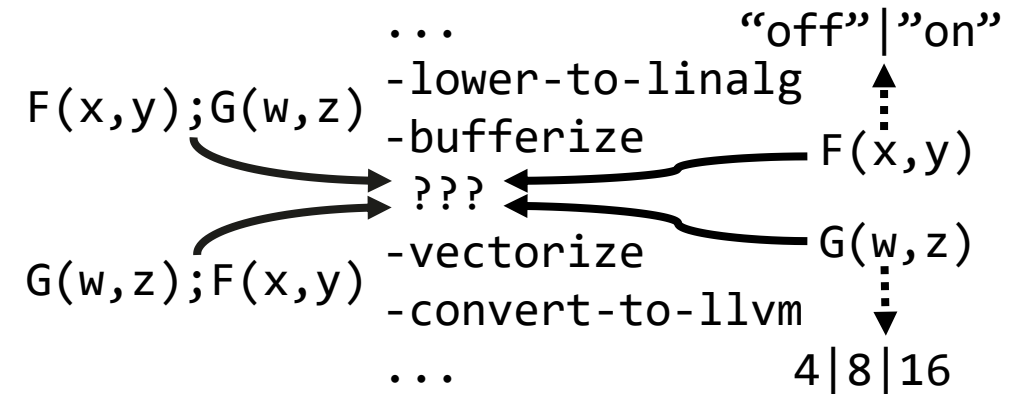 F(x,y);G(w,z)
G(w,z);F(x,y)
...
-lower-to-linalg
-bufferize
???
-vectorize
-convert-to-llvm
...
“off”|”on”
F(x,y)
G(w,z)
4|8|16